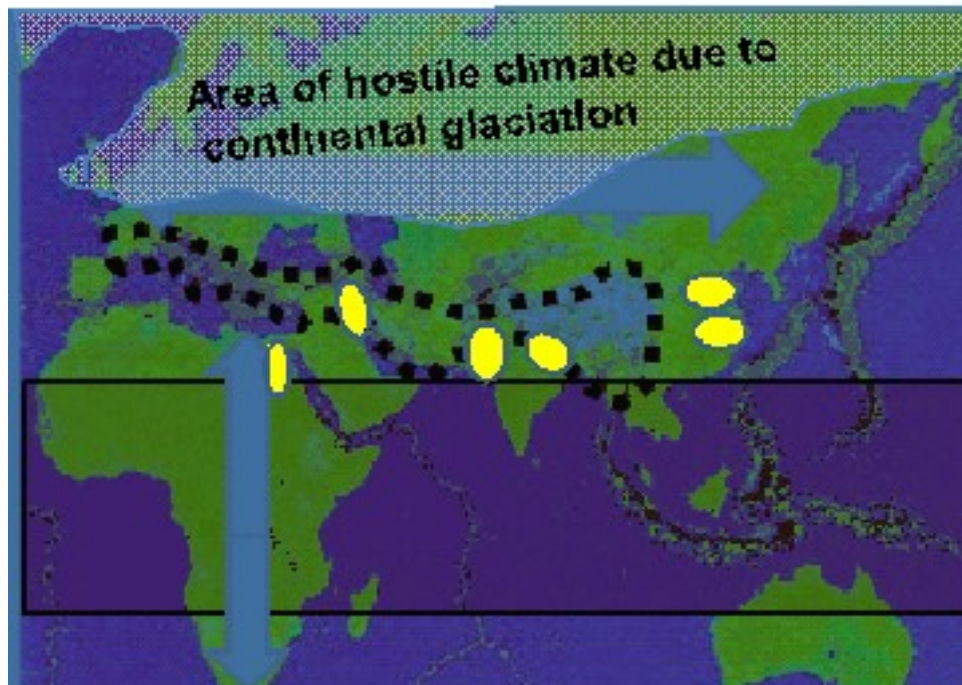 Area of hostile climate due to
continental glaciation